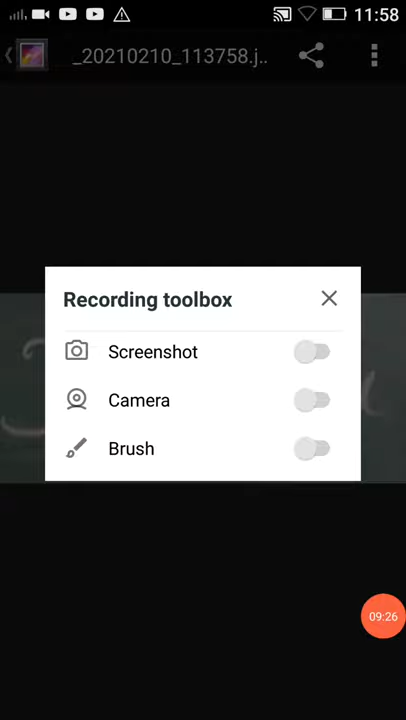 11:58
_20210210_113758.j..
Recording toolbox
Screenshot
Camera
Brush
09:26